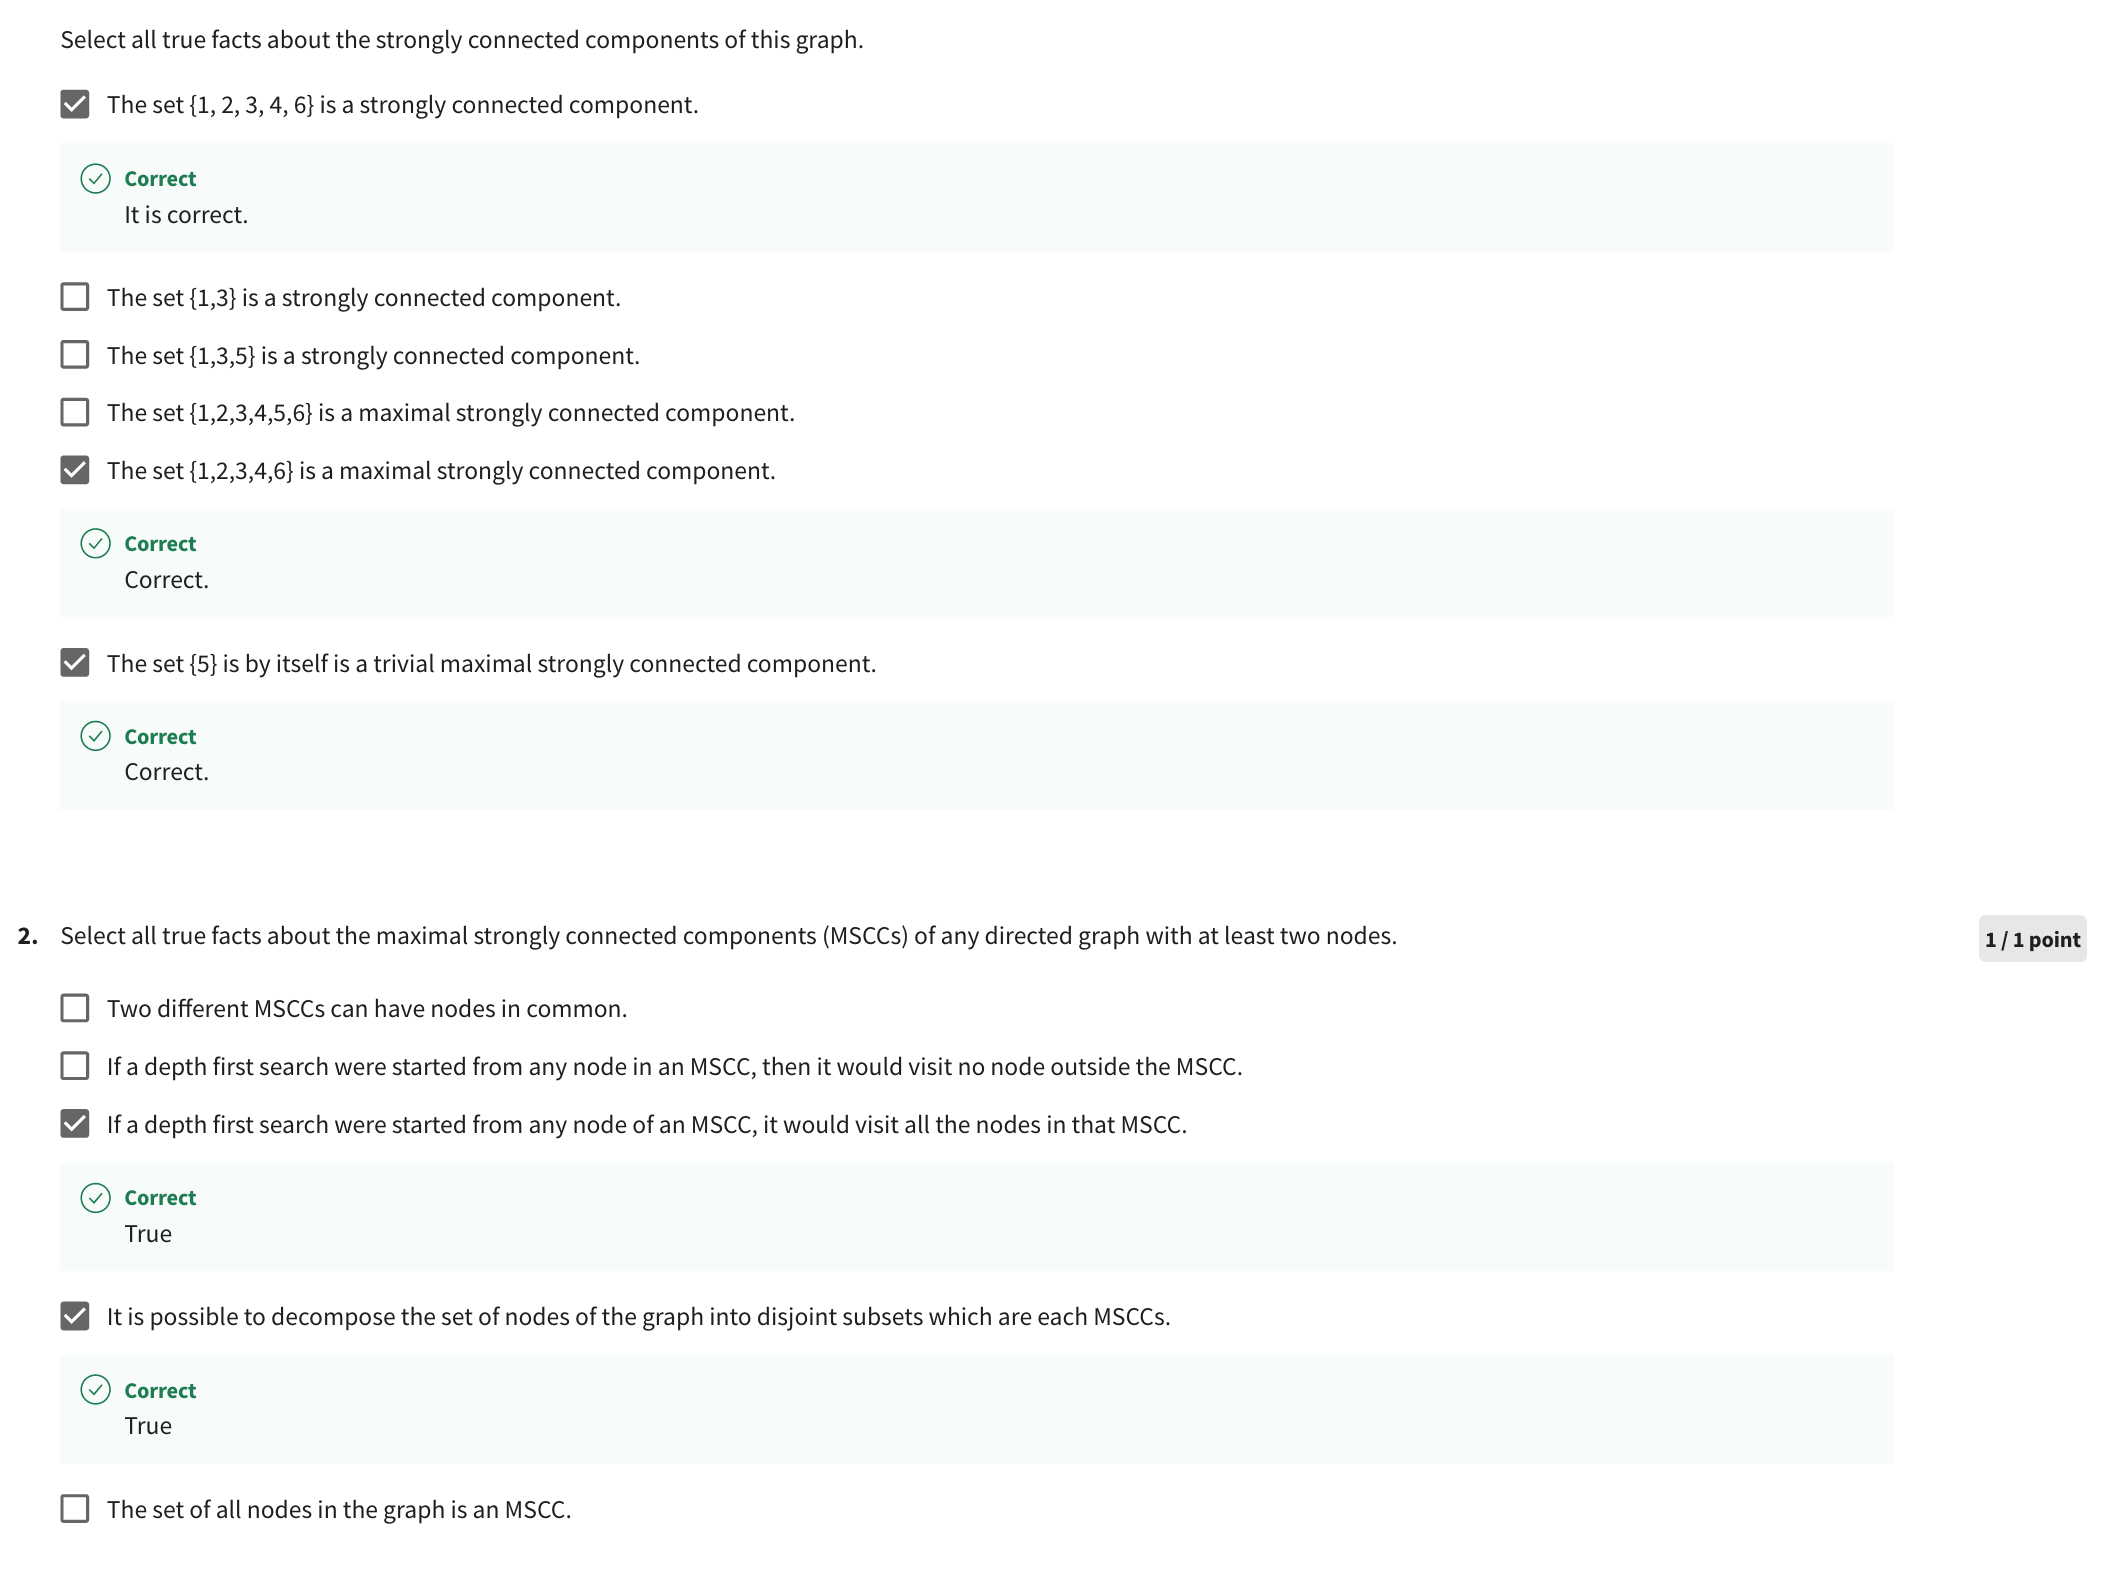 Select all true facts about the strongly connected components of this graph.
The set {1, 2, 3, 4, 6} is a strongly connected component.
Correct
It is correct.
The set {1,3} is a strongly connected component.
The set {1,3,5} is a strongly connected component.
The set {1,2,3,4,5,6} is a maximal strongly connected component.
The set {1,2,3,4,6} is a maximal strongly connected component.
Correct
Correct.
The set {5} is by itself is a trivial maximal strongly connected component.
Correct
Correct.
2. Select all true facts about the maximal strongly connected components (MSCCs) of any directed graph with at least two nodes.
1 / 1 point
Two different MSCCs can have nodes in common.
If a depth first search were started from any node in an MSCC, then it would visit no node outside the MSCC.
If a depth first search were started from any node of an MSCC, it would visit all the nodes in that MSCC.
Correct
True
It is possible to decompose the set of nodes of the graph into disjoint subsets which are each MSCCs.
Correct
True
The set of all nodes in the graph is an MSCC.